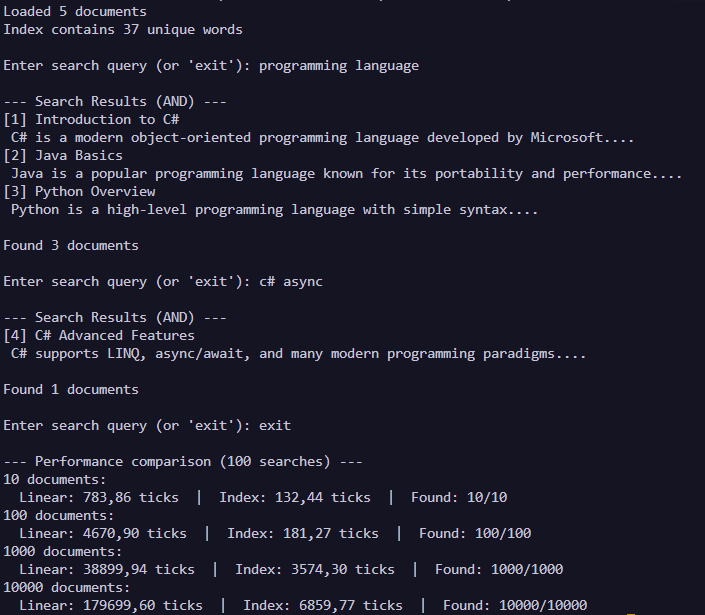 Loaded 5 documents
Index contains 37 unique words
Enter search query (or 'exit'): programming language
--- Search Results (AND) ---
[1] Introduction to C#
C# is a modern object-oriented programming language developed by Microsoft....
[2] Java Basics
Java is a popular programming language known for its portability and performance....
[3] Python Overview
Python is a high-level programming language with simple syntax....
Found 3 documents
Enter search query (or 'exit'): c# async
--- Search Results (AND) ---
[4] C# Advanced Features
C# supports LINQ, async/await, and many modern programming paradigms....
Found 1 documents
Enter search query (or 'exit'): exit
--- Performance comparison (100 searches) ---
10 documents:
Linear: 783,86 ticks | Index: 132,44 ticks | Found: 10/10
100 documents:
Linear: 4670,90 ticks | Index: 181,27 ticks | Found: 100/100
1000 documents:
Linear: 38899,94 ticks | Index: 3574,30 ticks | Found: 1000/1000
10000 documents:
Linear: 179699,60 ticks | Index: 6859,77 ticks | Found: 10000/10000